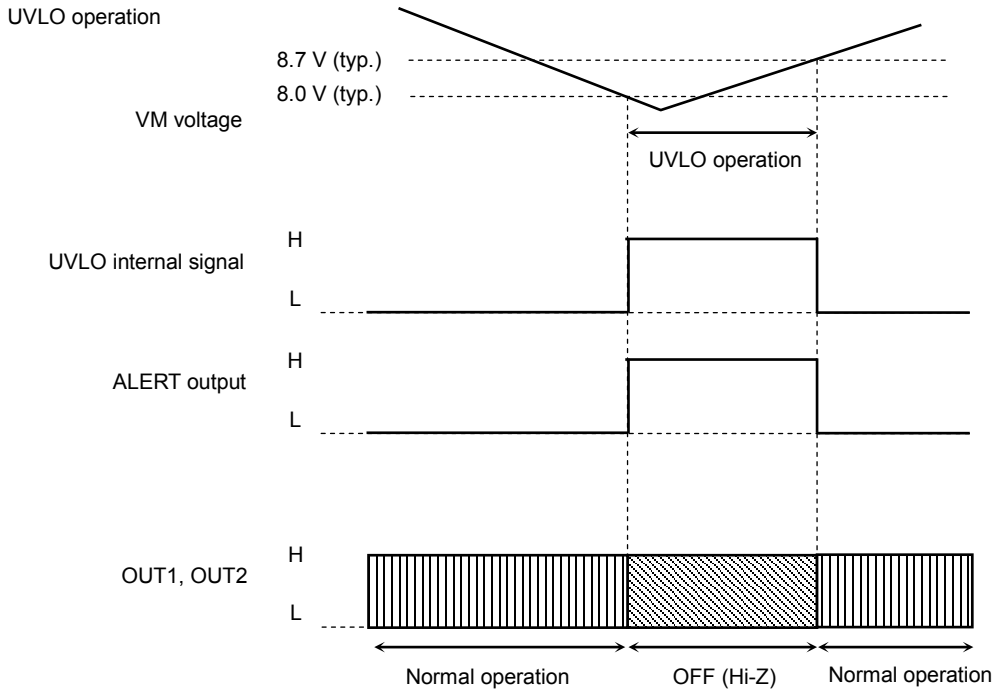 UVLO operation
8.7 V (typ.)
8.0 V (typ.)
VM voltage
UVLO operation
UVLO internal signal
H
L
ALERT output
H
L
OUT1, OUT2
H
L
Normal operation
OFF (Hi-Z)
Normal operation